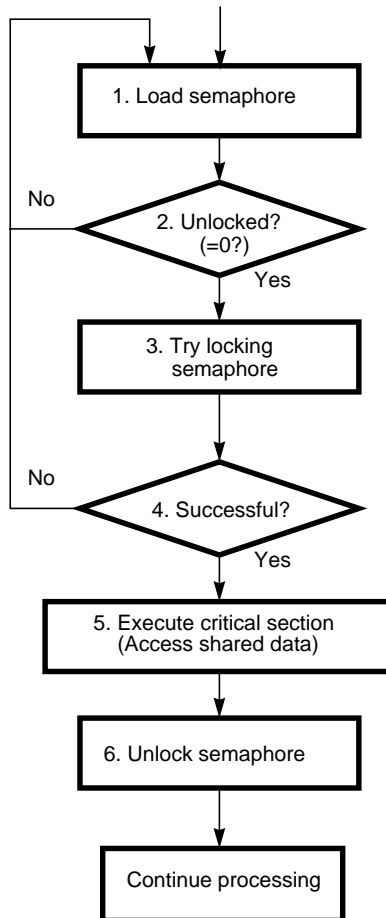 1. Load semaphore
No
2. Unlocked?
(=0?)
Yes
3. Try locking
semaphore
No
4. Successful?
Yes
5. Execute critical section
(Access shared data)
6. Unlock semaphore
Continue processing